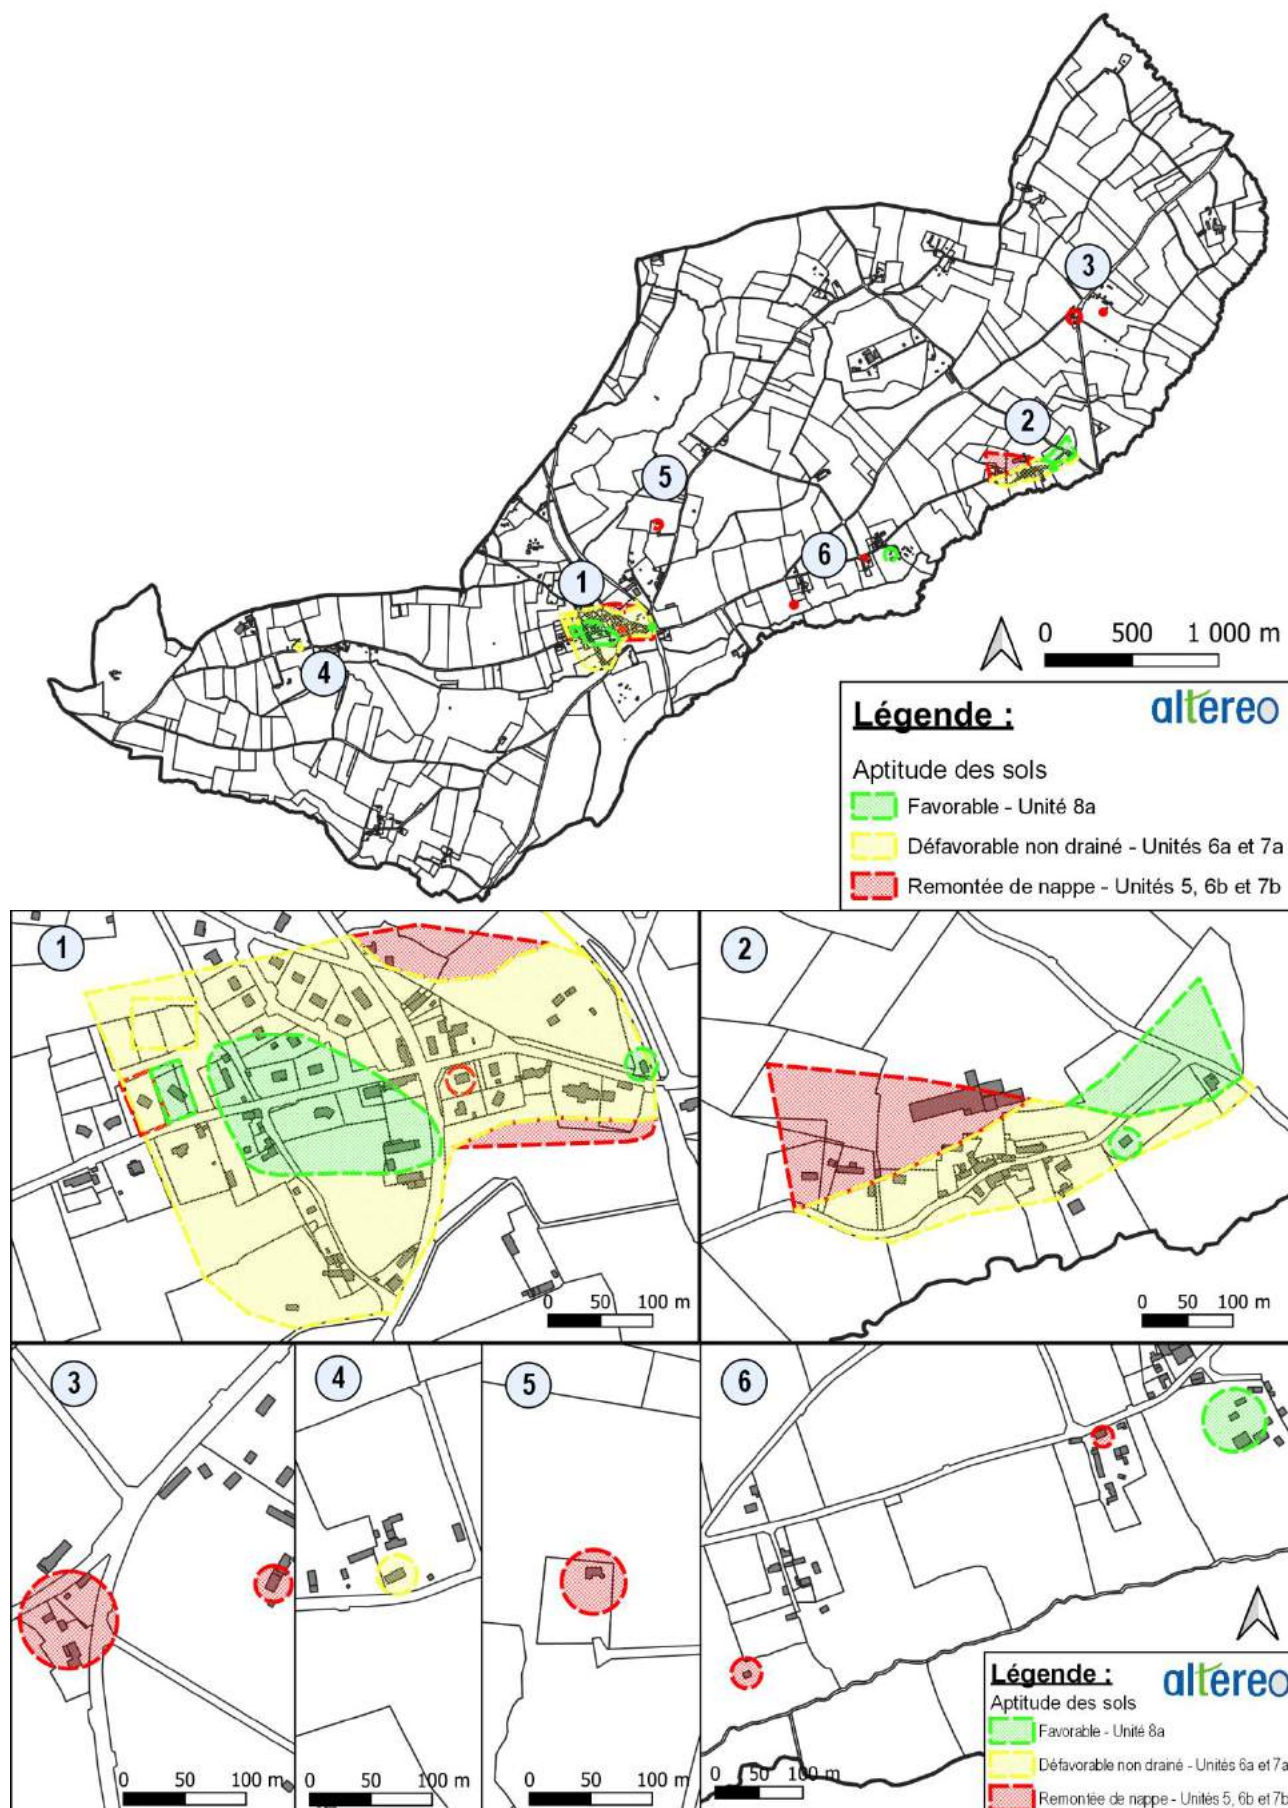 3
2
5
6
1
4
0 500 1 000 m
Légende :
altereo
Aptitude des sols
Favorable - Unité 8a
Défavorable non drainé - Unités 6a et 7a
Remontée de nappe - Unités 5, 6b et 7b
1
0 50 100 m
2
0 50 100 m
3
0 50 100 m
4
0 50 100 m
5
0 50 100 m
6
0 50 100 m
Légende :
altereo
Aptitude des sols
Favorable - Unité 8a
Défavorable non drainé - Unités 6a et 7a
Remontée de nappe - Unités 5, 6b et 7b